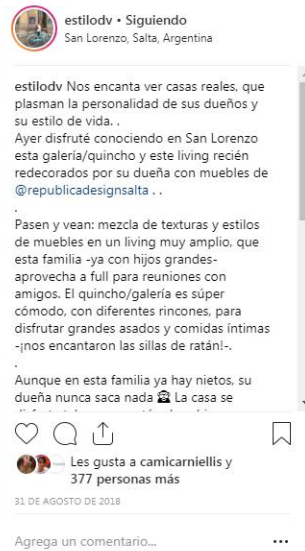 estilodv • Siguiendo
San Lorenzo, Salta, Argentina
estilodv Nos encanta ver casas reales, que
plasman la personalidad de sus dueños y
su estilo de vida. .
Ayer disfruté conociendo en San Lorenzo
esta galería/quincho y este living recién
redecorados por su dueña con muebles de
@republicadesignsalta . .
.
Pasen y vean: mezcla de texturas y estilos
de muebles en un living muy amplio, que
esta familia -ya con hijos grandes-
aprovecha a full para reuniones con
amigos. El quincho/galería es súper
cómodo, con diferentes rincones, para
disfrutar grandes asados y comidas íntimas
-¡nos encantaron las sillas de ratán!-.
.
Aunque en esta familia ya hay nietos, su
dueña nunca saca nada 🙊 La casa se
Les gusta a camicarniellis y
377 personas más
31 DE AGOSTO DE 2018
Agrega un comentario...